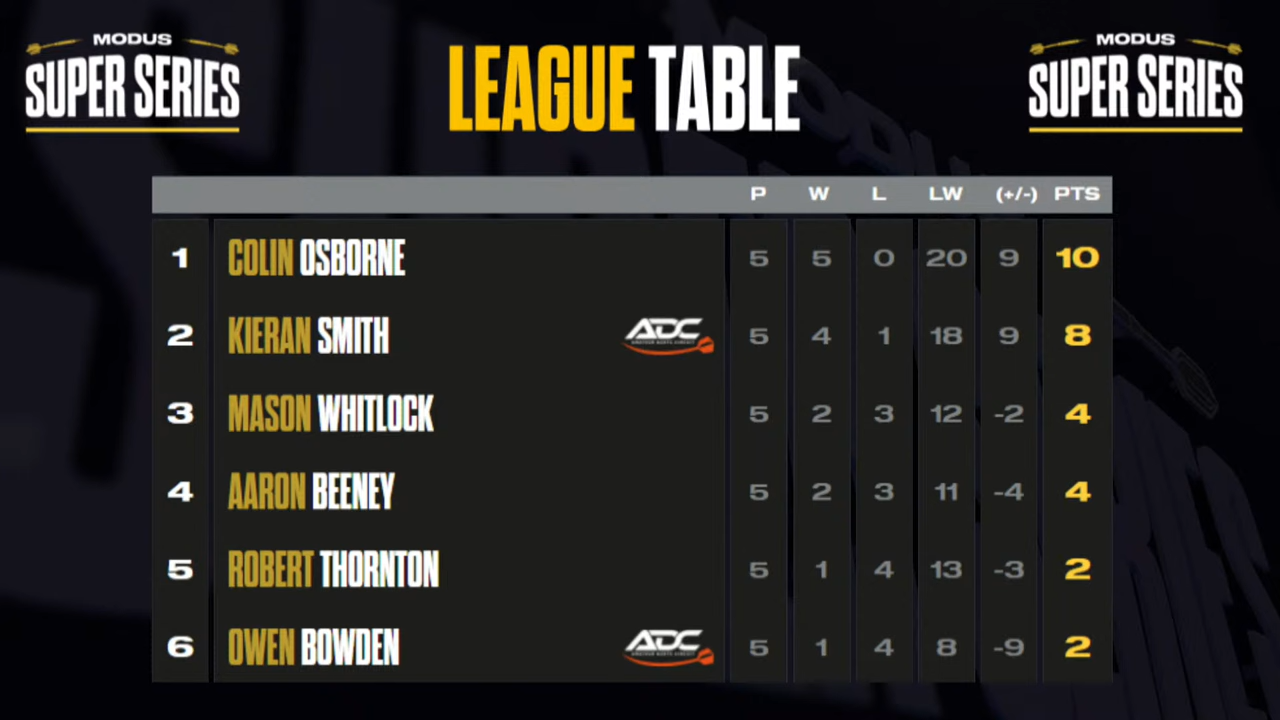 MODUS
SUPER SERIES
LEAGUE TABLE
MODUS
SUPER SERIES
P W L LW (+/-) PTS
1 COLIN OSBORNE 5 5 0 20 9 10
2 KIERAN SMITH ADC 5 4 1 18 9 8
3 MASON WHITLOCK 5 2 3 12 -2 4
4 AARON BEENEY 5 2 3 11 -4 4
5 ROBERT THORNTON 5 1 4 13 -3 2
6 OWEN BOWDEN ADC 5 1 4 8 -9 2